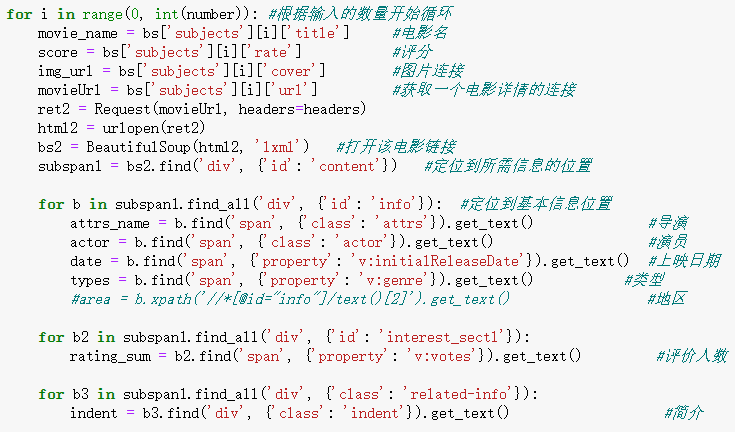 for i in range(0, int(number)): #根据输入的数量开始循环
    movie_name = bs['subjects'][i]['title']     #电影名
    score = bs['subjects'][i]['rate']           #评分
    img_url = bs['subjects'][i]['cover']        #图片连接
    movieUrl = bs['subjects'][i]['url']         #获取一个电影详情的连接
    ret2 = Request(movieUrl, headers=headers)
    html2 = urlopen(ret2)
    bs2 = BeautifulSoup(html2, 'lxml')   #打开该电影链接
    subspan1 = bs2.find('div', {'id': 'content'})   #定位到所需信息的位置

    for b in subspan1.find_all('div', {'id': 'info'}):  #定位到基本信息位置
        attrs_name = b.find('span', {'class': 'attrs'}).get_text()              #导演
        actor = b.find('span', {'class': 'actor'}).get_text()                   #演员
        date = b.find('span', {'property': 'v:initialReleaseDate'}).get_text()  #上映日期
        types = b.find('span', {'property': 'v:genre'}).get_text()           #类型
        #area = b.xpath('//*[@id="info"]/text()[2]').get_text()                 #地区

    for b2 in subspan1.find_all('div', {'id': 'interest_sectl'}):
        rating_sum = b2.find('span', {'property': 'v:votes'}).get_text()         #评价人数

    for b3 in subspan1.find_all('div', {'class': 'related-info'}):
        indent = b3.find('div', {'class': 'indent'}).get_text()                   #简介